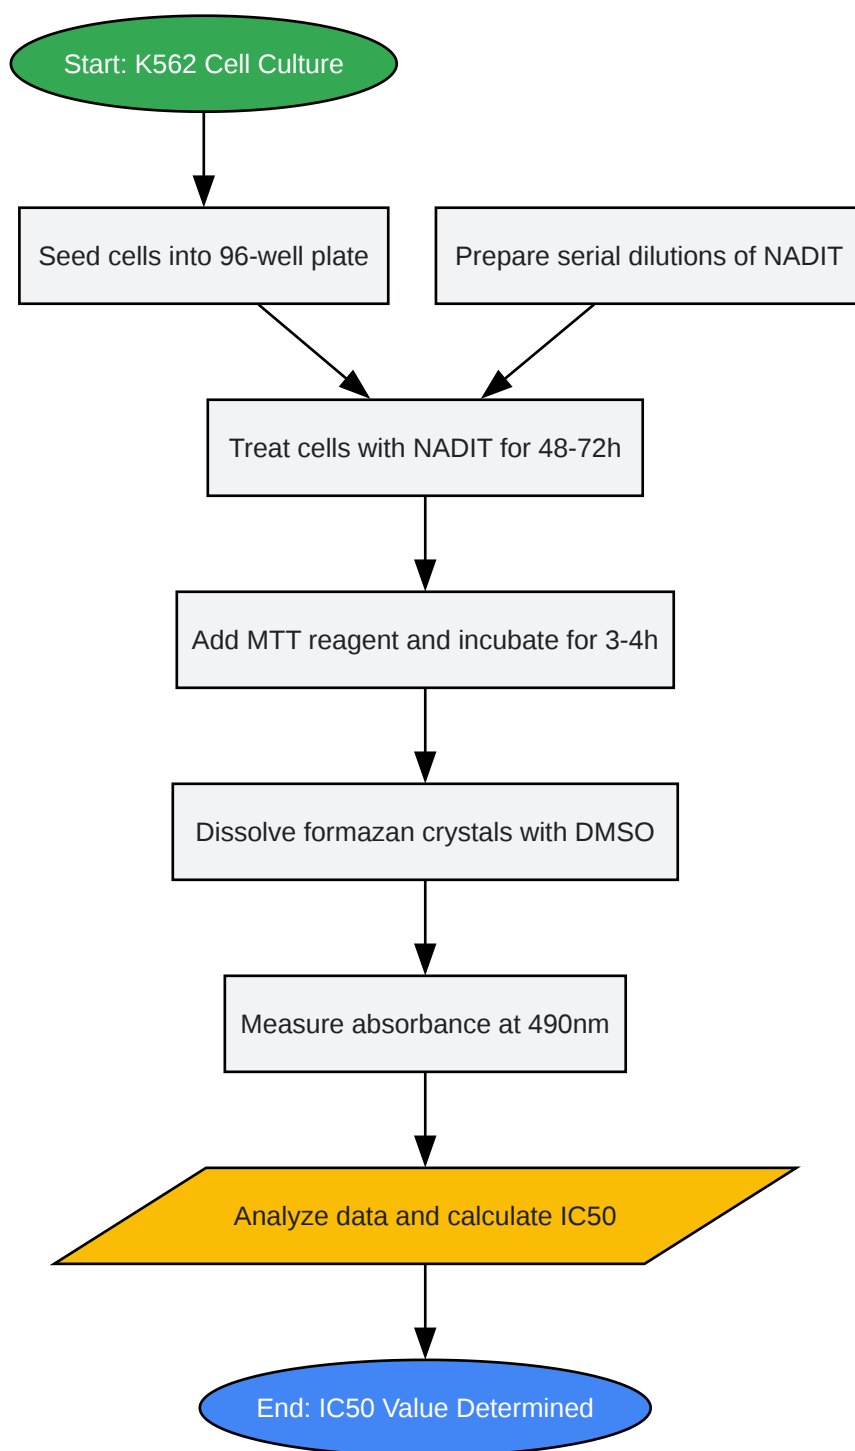 Start: K562 Cell Culture
Seed cells into 96-well plate
Prepare serial dilutions of NADIT
Treat cells with NADIT for 48-72h
Add MTT reagent and incubate for 3-4h
Dissolve formazan crystals with DMSO
Measure absorbance at 490nm
Analyze data and calculate IC50
End: IC50 Value Determined